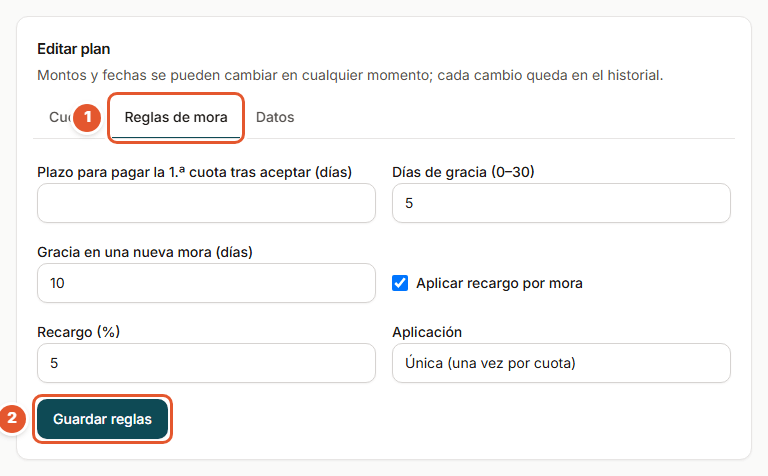 Editar plan
Montos y fechas se pueden cambiar en cualquier momento; cada cambio queda en el historial.
1 Reglas de mora Datos
Plazo para pagar la 1.ª cuota tras aceptar (días) Días de gracia (0–30)
5
Gracia en una nueva mora (días)
10 Aplicar recargo por mora
Recargo (%) Aplicación
5 Única (una vez por cuota)
2 Guardar reglas